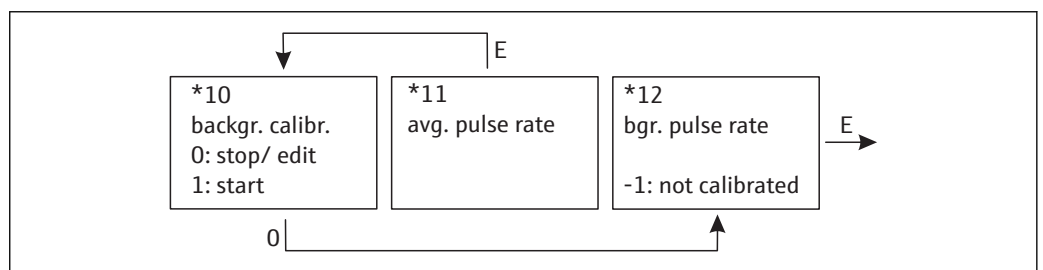 E
*10
backgr. calibr.
0: stop/ edit
1: start
*11
avg. pulse rate
*12
bgr. pulse rate
-1: not calibrated
E
0